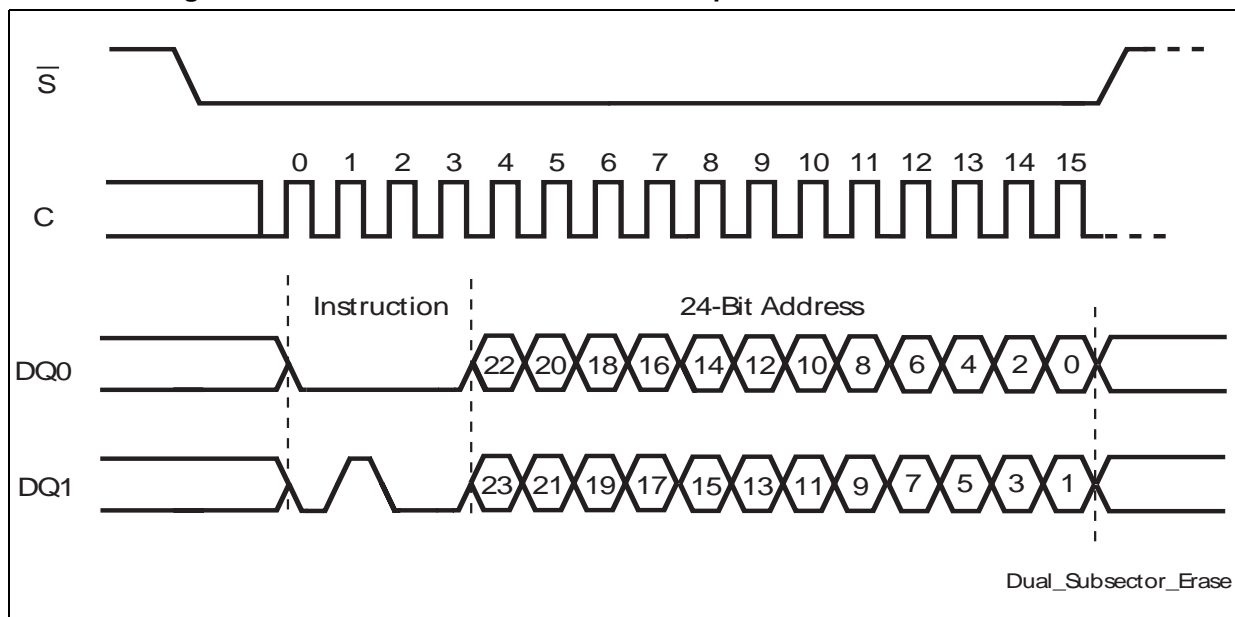 S
0 1 2 3 4 5 6 7 8 9 10 11 12 13 14 15
C
Instruction 24-Bit Address
DQ0 22 20 18 16 14 12 10 8 6 4 2 0
DQ1 23 21 19 17 15 13 11 9 7 5 3 1
Dual_Subsector_Erase